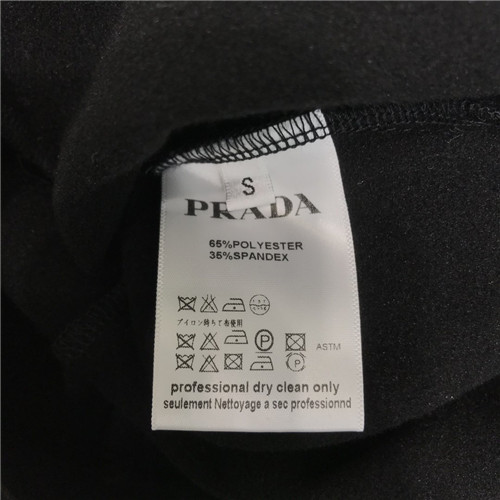 S
PRADA
65%POLYESTER
35%SPANDEX
ASTM
professional dry clean only
seulement Nettoyage a sec professionnd